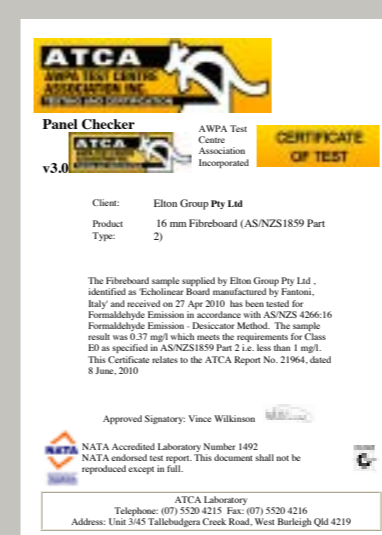 ATCA
AWPA TEST CENTRE
ASSOCIATION INC.
TESTING AND CERTIFICATION
Panel Checker
v3.0
ATCA
AWPA Test
Centre
Association
Incorporated
CERTIFICATE
OF TEST
Client: Elton Group Pty Ltd
Product Type: 16 mm Fibreboard (AS/NZS1859 Part 2)
The Fibreboard sample supplied by Elton Group Pty Ltd ,
identified as 'Echolinear Board manufactured by Fantoni,
Italy' and received on 27 Apr 2010 has been tested for
Formaldehyde Emission in accordance with AS/NZS 4266:16
Formaldehyde Emission - Desiccator Method. The sample
result was 0.37 mg/l which meets the requirements for Class
E0 as specified in AS/NZS1859 Part 2 i.e. less than 1 mg/l.
This Certificate relates to the ATCA Report No. 21964, dated
8 June, 2010
Approved Signatory: Vince Wilkinson
NATA
NATA Accredited Laboratory Number 1492
NATA endorsed test report. This document shall not be
reproduced except in full.
ATCA Laboratory
Telephone: (07) 5520 4215 Fax: (07) 5520 4216
Address: Unit 3/45 Tallebudgera Creek Road, West Burleigh Qld 4219